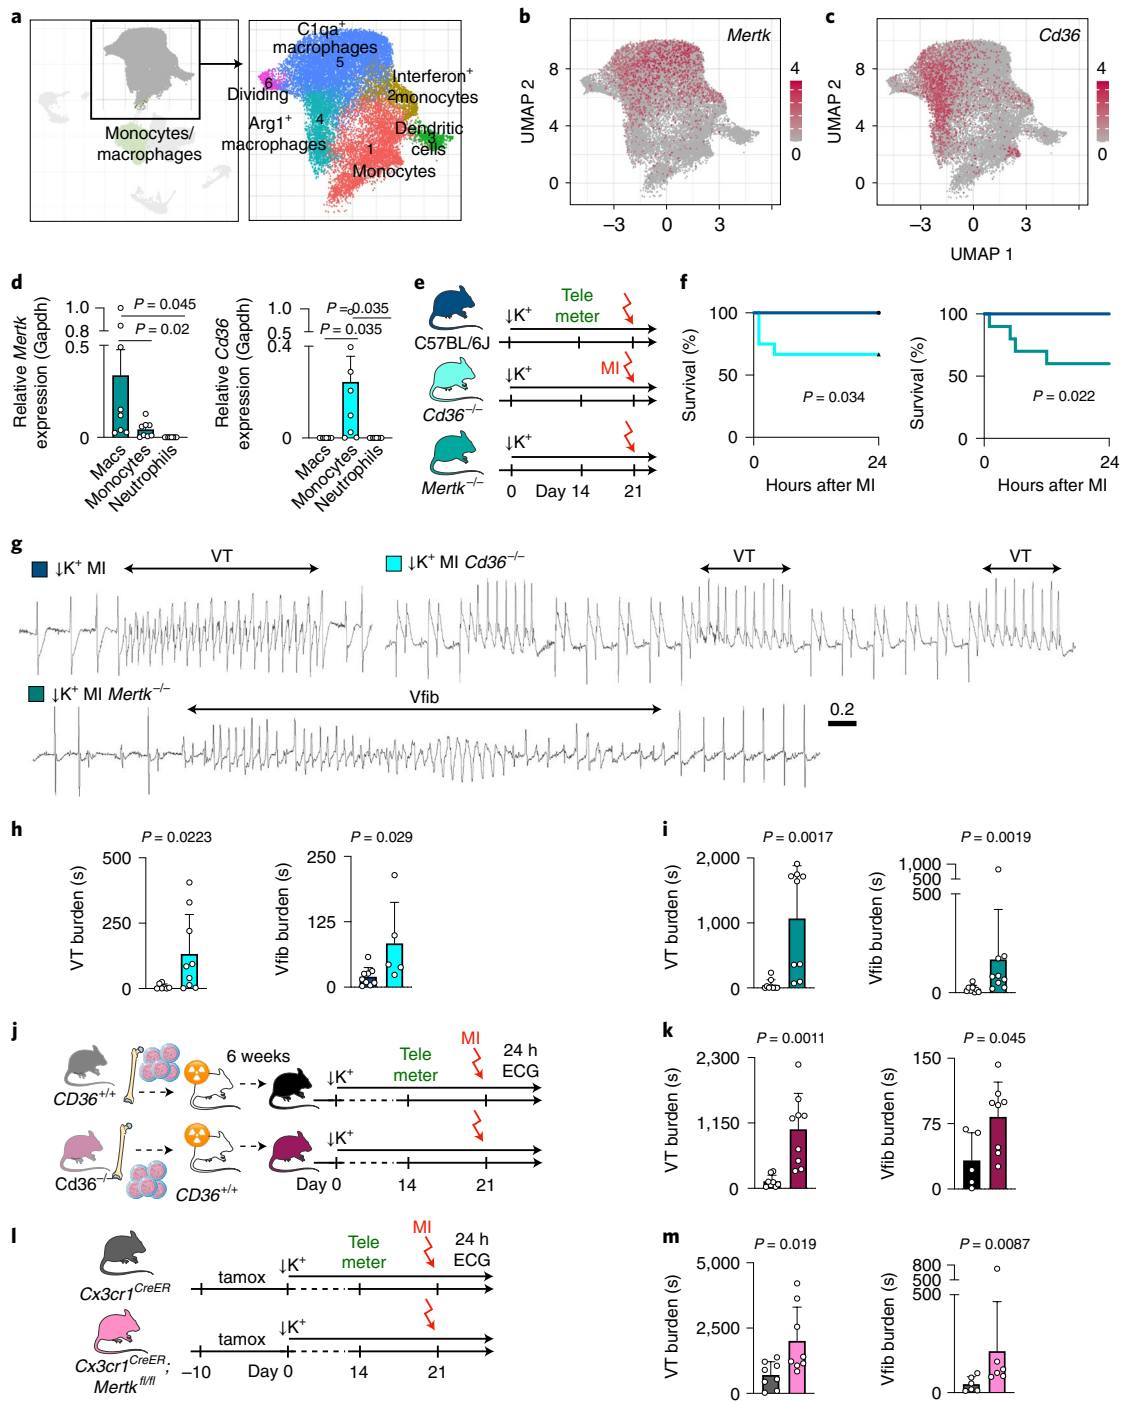 a
b
c
C1qa+
macrophages
5
6
Dividing
Interferon+
2 monocytes
4
Arg1+
macrophages
Dendritic
3
cells
1
Monocytes
Monocytes/
macrophages
Mertk
UMAP 2
8
4
0
−3 0 3
4
0
Cd36
UMAP 2
8
4
0
−3 0 3
UMAP 1
4
0
d
Relative Mertk
expression (Gapdh)
1.0
0.8
0.5
0
P = 0.045
P = 0.02
Macs
Monocytes
Neutrophils
Relative Cd36
expression (Gapdh)
1.0
0.5
0.4
0
P = 0.035
P = 0.035
Macs
Monocytes
Neutrophils
e
↓K+
Tele
meter
C57BL/6J
↓K+
MI
Cd36−/−
↓K+
Mertk−/−
0 Day 14 21
f
Survival (%)
100
50
0
P = 0.034
0 24
Hours after MI
Survival (%)
100
50
0
P = 0.022
0 24
Hours after MI
g
↓K+ MI
VT
↓K+ MI Cd36−/−
VT
VT
↓K+ MI Mertk−/−
Vfib
0.2
h
P = 0.0223
VT burden (s)
500
250
0
P = 0.029
Vfib burden (s)
250
125
0
i
P = 0.0017
VT burden (s)
2,000
1,000
0
P = 0.0019
Vfib burden (s)
1,000
500
500
0
j
CD36+/+
6 weeks
↓K+
Tele
meter
MI
24 h
ECG
Cd36−/−
CD36+/+
↓K+
Day 0 14 21
k
P = 0.0011
VT burden (s)
2,300
1,150
0
P = 0.045
Vfib burden (s)
150
75
0
l
Cx3cr1CreER
tamox
↓K+
Tele
meter
MI
24 h
ECG
Cx3cr1CreER;
Mertkfl/fl
tamox
↓K+
−10 Day 0 14 21
m
P = 0.019
VT burden (s)
5,000
2,500
0
P = 0.0087
Vfib burden (s)
800
500
500
0